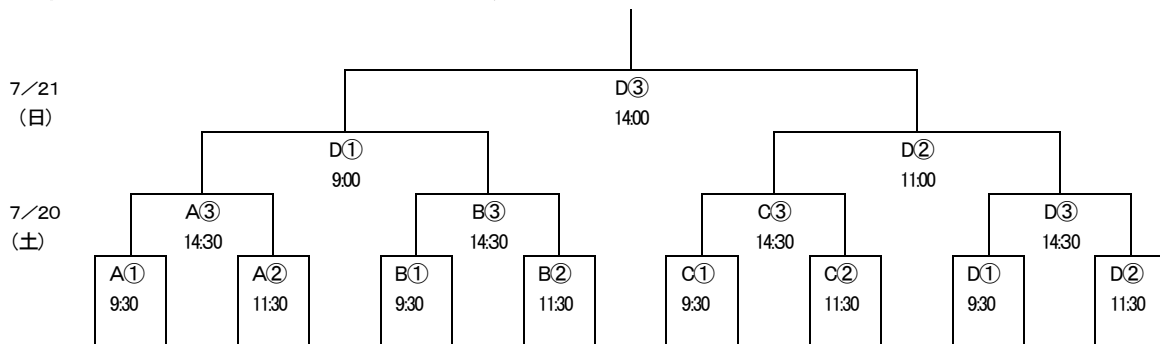 7／21
D③
（日）
14:00
D① D②
9:00 11:00
7／20
A③ B③ C③ D③
（土）
14:30 14:30 14:30 14:30
A① A② B① B② C① C② D① D②
9:30 11:30 9:30 11:30 9:30 11:30 9:30 11:30